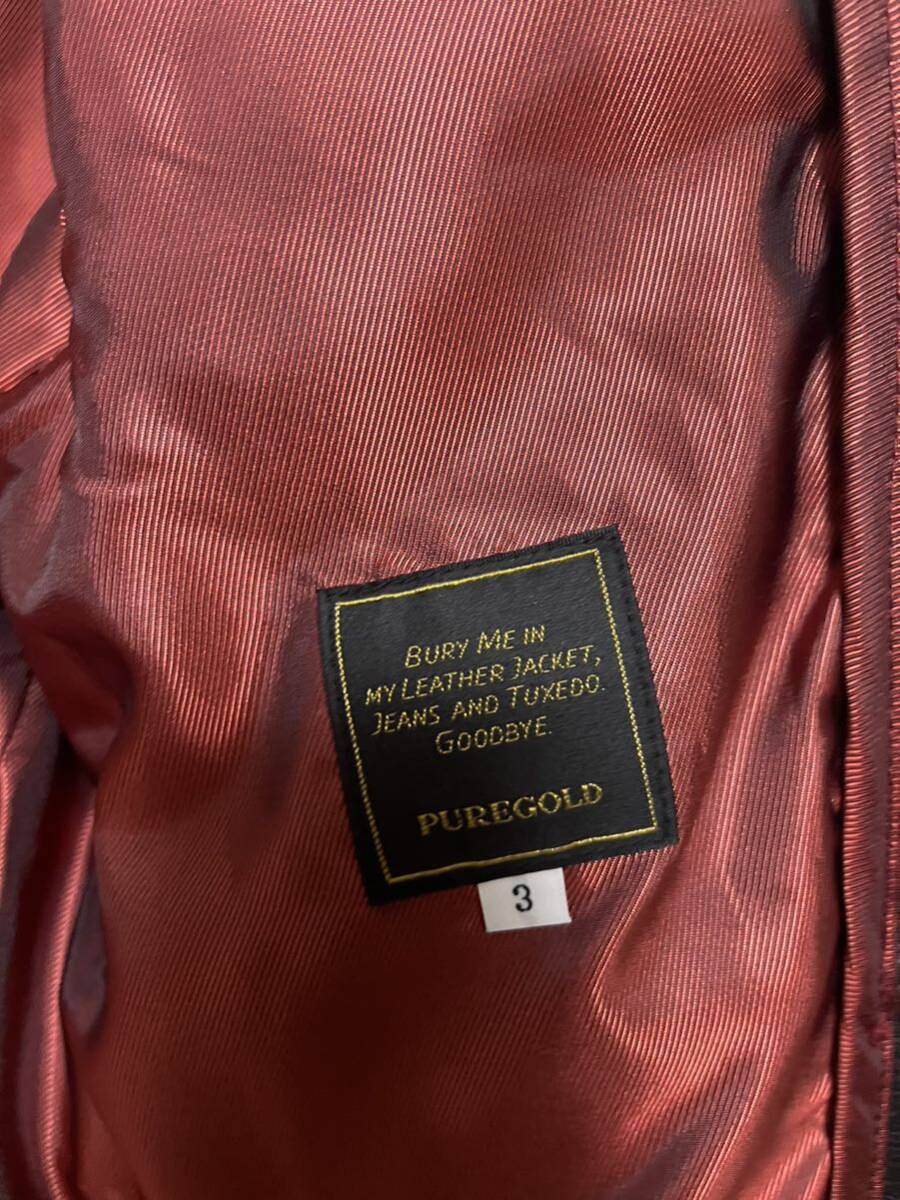 BURY ME IN
MY LEATHER JACKET,
JEANS AND TUXEDO.
GOODBYE.
PUREGOLD
3